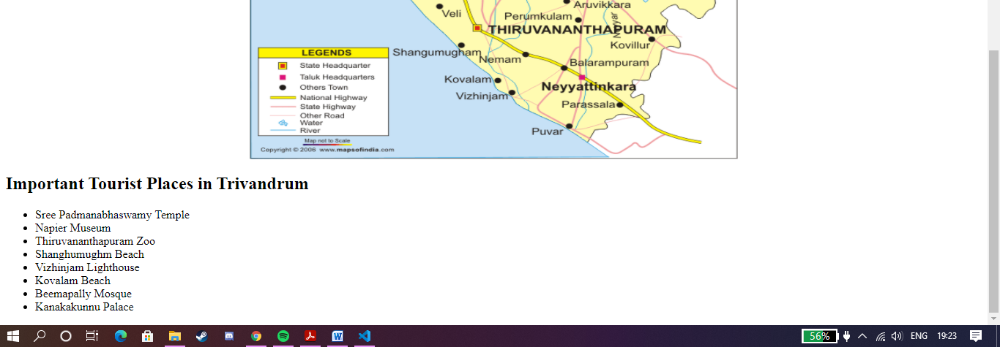 Aruvikkara
Veli
Perumkulam
THIRUVANANTHAPURAM
Neyyar
Kovillur
LEGENDS
Shangumugham
Nemam
State Headquarter
Balarampuram
Taluk Headquarters
Kovalam
Others Town
Neyyattinkara
National Highway
Vizhinjam
State Highway
Parassala
Other Road
Water
River
Puvar
Map not to Scale
Copyright © 2006 www.mapsofindia.com
Important Tourist Places in Trivandrum
• Sree Padmanabhaswamy Temple
• Napier Museum
• Thiruvananthapuram Zoo
• Shanghumughm Beach
• Vizhinjam Lighthouse
• Kovalam Beach
• Beemapally Mosque
• Kanakakunnu Palace
56% ENG 19:23